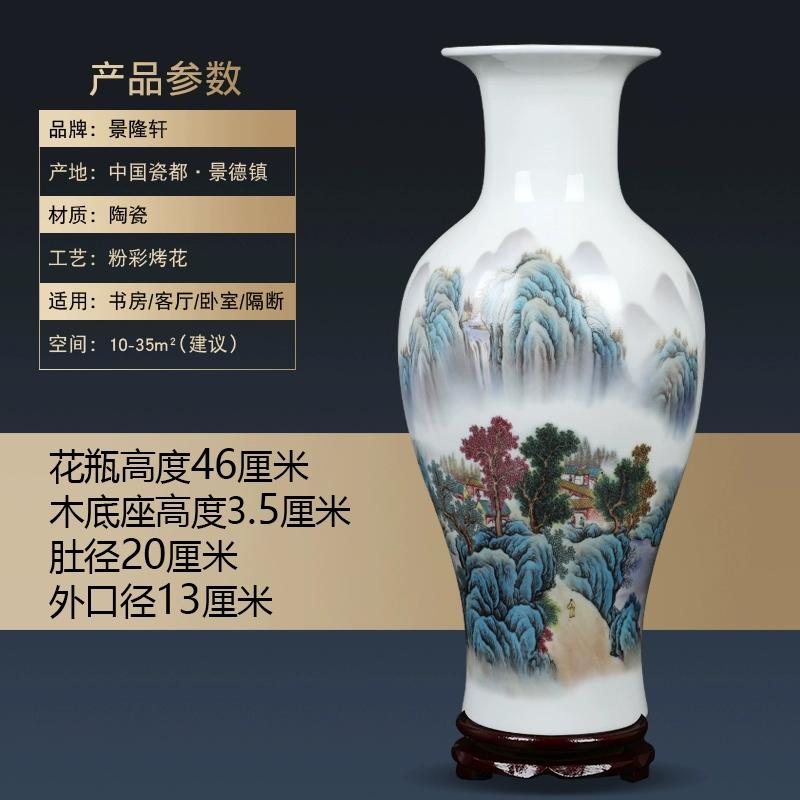 产品参数
品牌：景隆轩
产地：中国瓷都·景德镇
材质：陶瓷
工艺：粉彩烤花
适用：书房/客厅/卧室/隔断
空间：10-35m²(建议)
花瓶高度46厘米
木底座高度3.5厘米
肚径20厘米
外口径13厘米